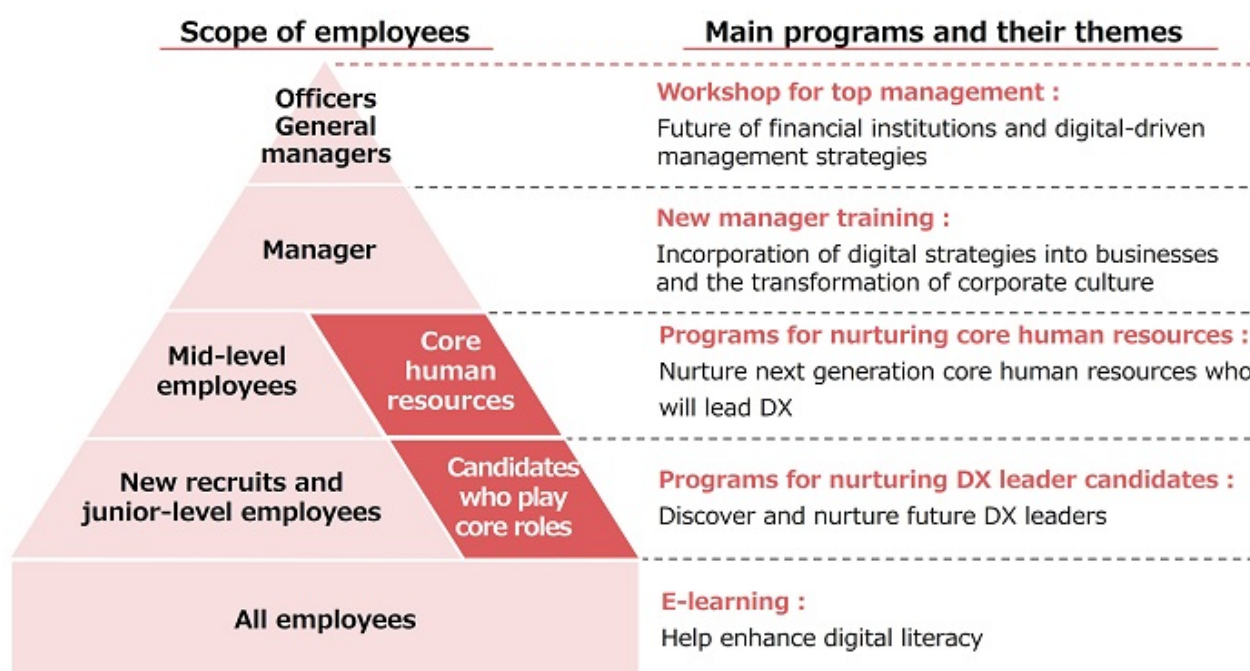 Scope of employees
Main programs and their themes
Officers
General
managers
Workshop for top management :
Future of financial institutions and digital-driven
management strategies
Manager
New manager training :
Incorporation of digital strategies into businesses
and the transformation of corporate culture
Mid-level
employees
Core
human
resources
Programs for nurturing core human resources :
Nurture next generation core human resources who
will lead DX
New recruits and
junior-level employees
Candidates
who play
core roles
Programs for nurturing DX leader candidates :
Discover and nurture future DX leaders
All employees
E-learning :
Help enhance digital literacy